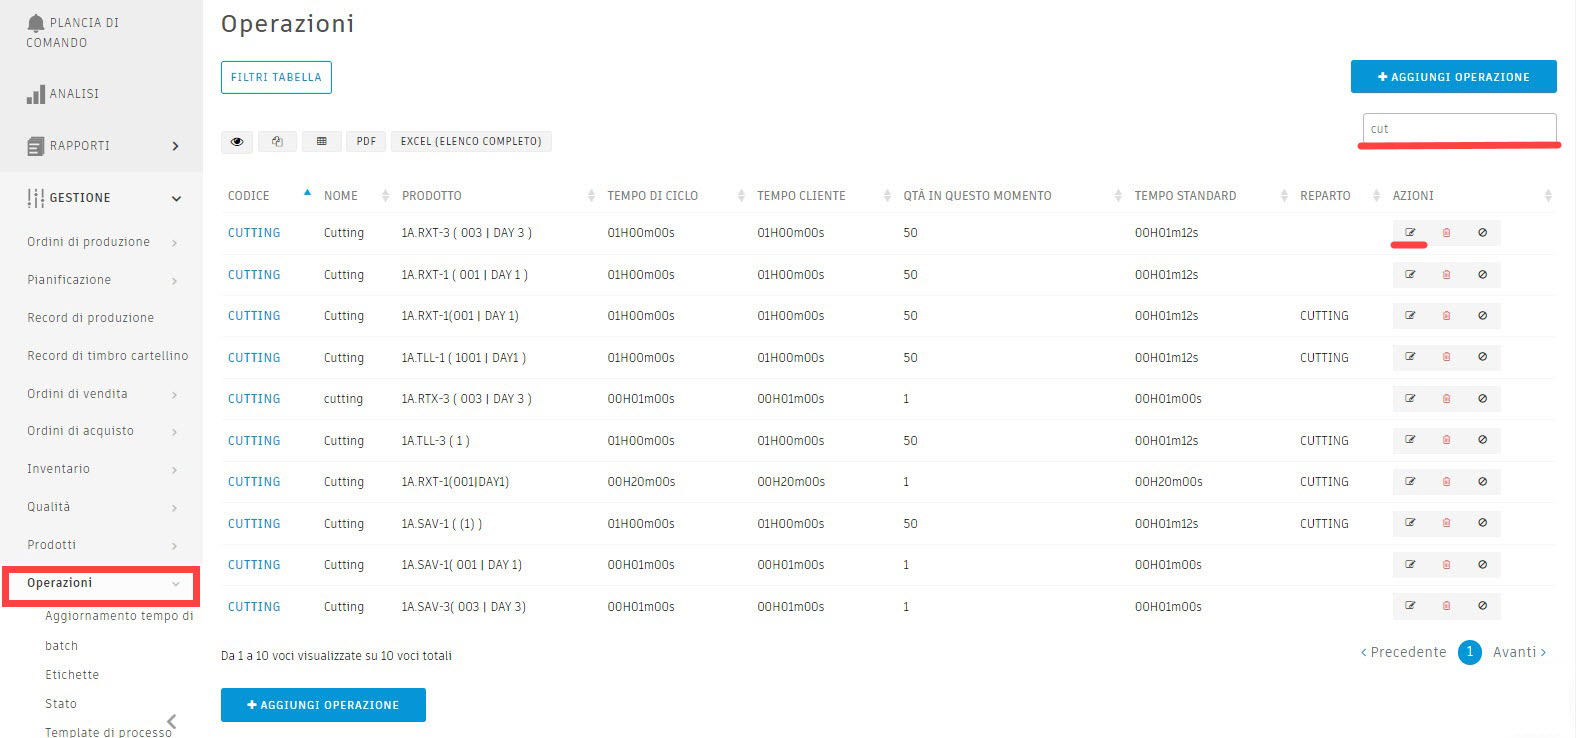 PLANCIA DI
COMANDO
ANALISI
RAPPORTI
GESTIONE
Ordini di produzione
Pianificazione
Record di produzione
Record di timbro cartellino
Ordini di vendita
Ordini di acquisto
Inventario
Qualità
Prodotti
Operazioni
Aggiornamento tempo di
batch
Etichette
Stato
Template di processo
Operazioni
FILTRI TABELLA
+ AGGIUNGI OPERAZIONE
PDF EXCEL (ELENCO COMPLETO)
cut
CODICE NOME PRODOTTO TEMPO DI CICLO TEMPO CLIENTE QTÀ IN QUESTO MOMENTO TEMPO STANDARD REPARTO AZIONI
CUTTING Cutting 1A.RXT-3 ( 003 | DAY 3 ) 01H00m00s 01H00m00s 50 00H01m12s
CUTTING Cutting 1A.RXT-1 ( 001 | DAY 1 ) 01H00m00s 01H00m00s 50 00H01m12s
CUTTING Cutting 1A.RXT-1(001 | DAY 1) 01H00m00s 01H00m00s 50 00H01m12s CUTTING
CUTTING Cutting 1A.TLL-1 ( 1001 | DAY1 ) 01H00m00s 01H00m00s 50 00H01m12s CUTTING
CUTTING cutting 1A.RTX-3 ( 003 | DAY 3 ) 00H01m00s 00H01m00s 1 00H01m00s
CUTTING Cutting 1A.TLL-3 ( 1 ) 01H00m00s 01H00m00s 50 00H01m12s CUTTING
CUTTING Cutting 1A.RXT-1(001|DAY1) 00H20m00s 00H20m00s 1 00H20m00s CUTTING
CUTTING Cutting 1A.SAV-1 ( (1) ) 01H00m00s 01H00m00s 50 00H01m12s CUTTING
CUTTING Cutting 1A.SAV-1( 001 | DAY 1) 00H01m00s 00H01m00s 1 00H01m00s
CUTTING Cutting 1A.SAV-3( 003 | DAY 3) 00H01m00s 00H01m00s 1 00H01m00s
Da 1 a 10 voci visualizzate su 10 voci totali
< Precedente 1 Avanti >
+ AGGIUNGI OPERAZIONE